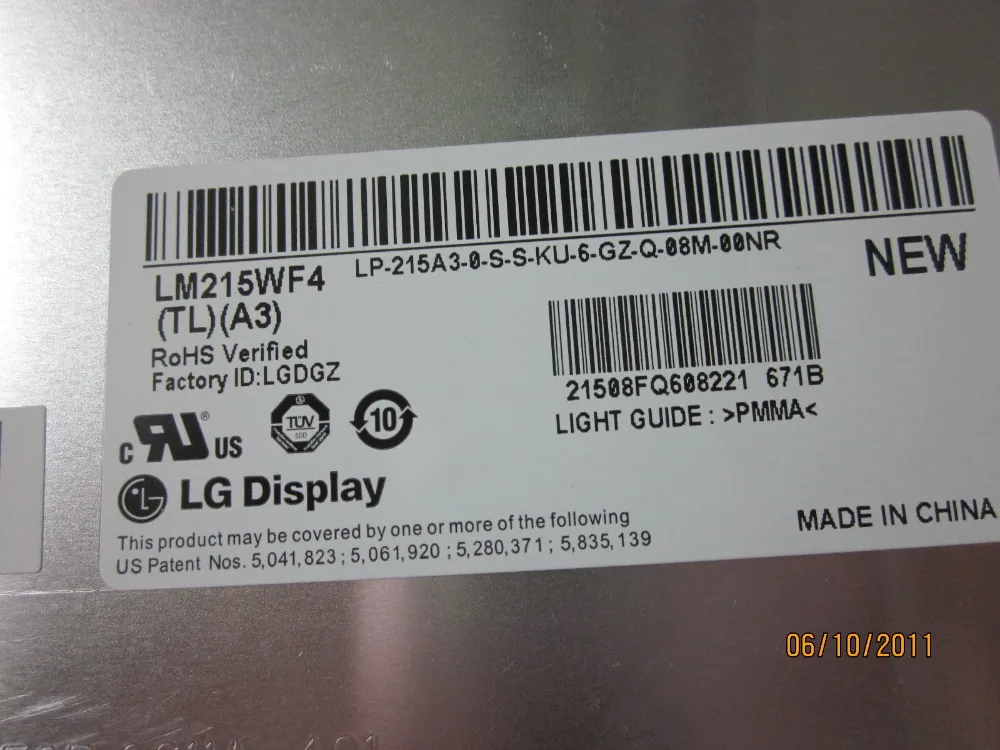 LM215WF4
LP-215A3-0-S-S-KU-6-GZ-Q-08M-00NR
NEW
(TL)(A3)
RoHS Verified
Factory ID:LGDGZ
21508FQ608221 671B
LIGHT GUIDE : >PMMA<
C RU ® US
TÜV
SÜD
10
LG Display
This product may be covered by one or more of the following
US Patent Nos. 5,041,823 ; 5,061,920 ; 5,280,371 ; 5,835,139
MADE IN CHINA
06/10/2011